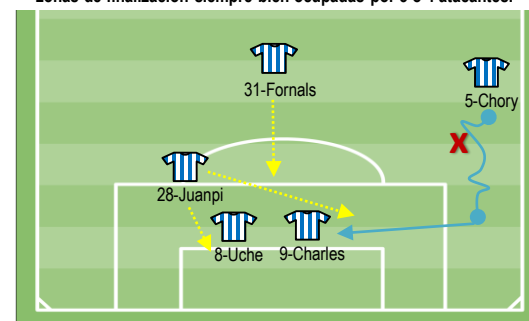 zonas de finalización siempre bien ocupadas por 3 o 4 atacantes.
31-Fornals
5-Chory
X
28-Juanpi
8-Uche 9-Charles